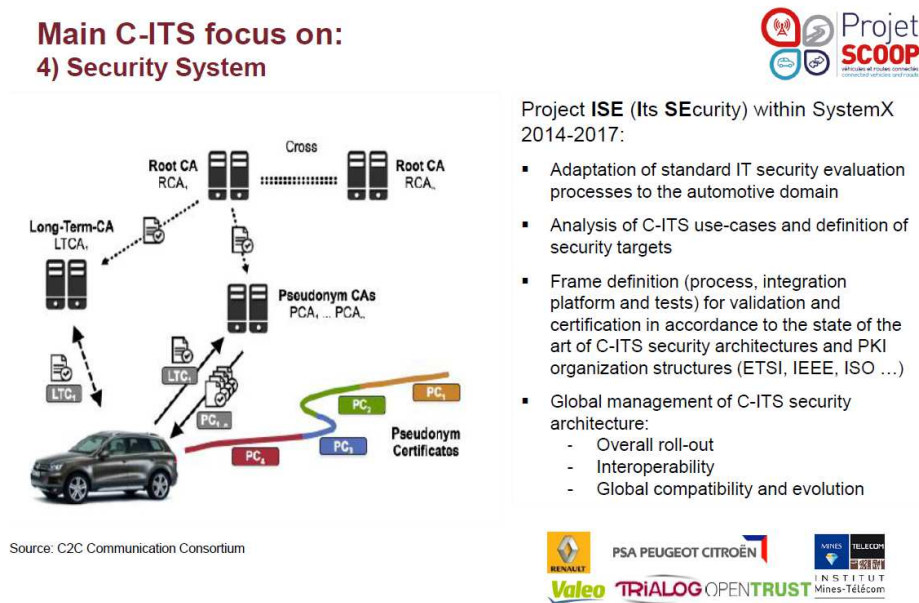 Main C-ITS focus on:
4) Security System
Projet
SCOOP
véhicules et routes connectés
connected vehicles and roads
Cross
Root CA
RCA₁
Root CA
RCAₙ
Long-Term-CA
LTCA₁
Pseudonym CAs
PCA₁ ... PCAₙ
LTC₁
LTC₁
PC₁..ₙ
PC₁
PC₂
PC₃
PC₄
Pseudonym
Certificates
Source: C2C Communication Consortium
Project ISE (Its SEcurity) within SystemX
2014-2017:
▪ Adaptation of standard IT security evaluation
processes to the automotive domain
▪ Analysis of C-ITS use-cases and definition of
security targets
▪ Frame definition (process, integration
platform and tests) for validation and
certification in accordance to the state of the
art of C-ITS security architectures and PKI
organization structures (ETSI, IEEE, ISO ...)
▪ Global management of C-ITS security
architecture:
- Overall roll-out
- Interoperability
- Global compatibility and evolution
RENAULT
PSA PEUGEOT CITROËN
MINES TELECOM
Valeo
TRiALOG
OPENTRUST
INSTITUT
Mines-Télécom